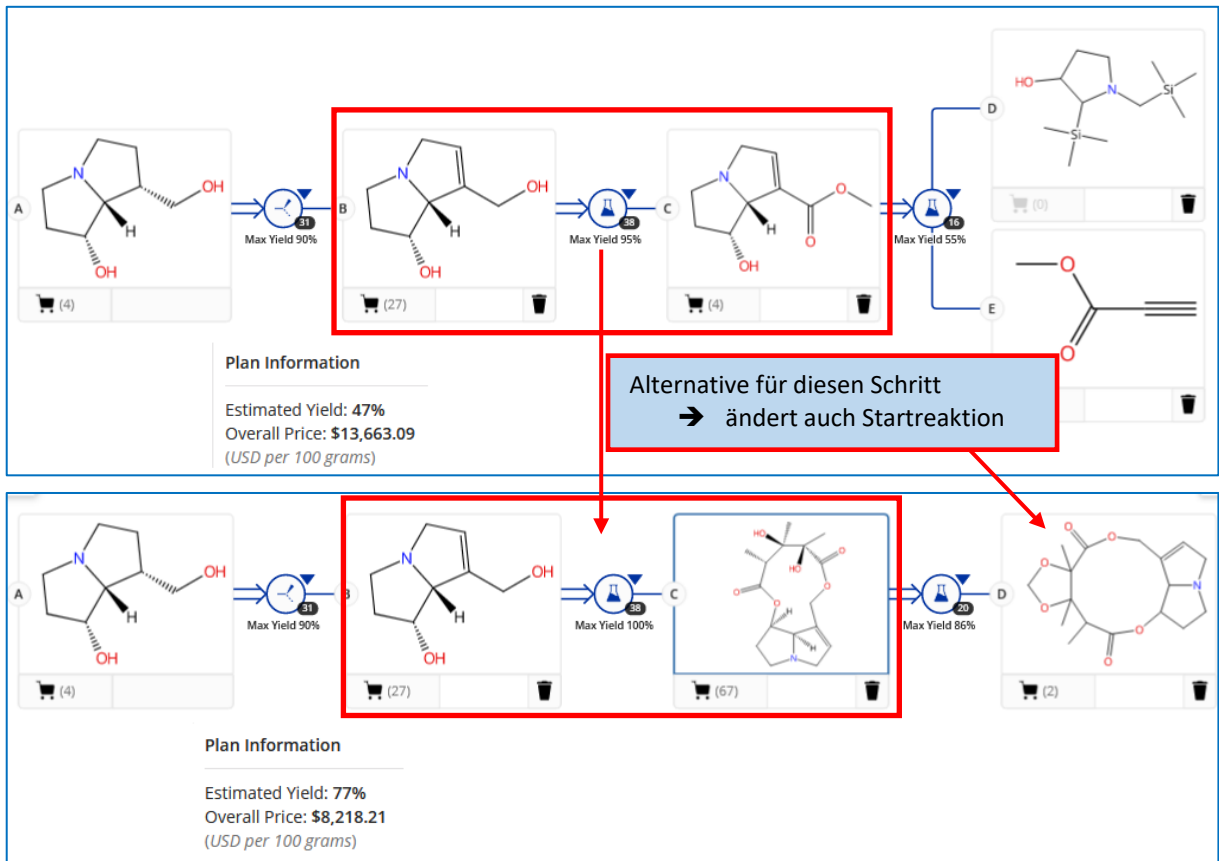 HO
N
Si
Si
D
(0)
N
OH
H
OH
A
(4)
31
Max Yield 90%
N
OH
H
OH
B
(27)
38
Max Yield 95%
N
H
O
O
OH
C
(4)
16
Max Yield 55%
O
O
E
Plan Information
Estimated Yield: 47%
Overall Price: $13,663.09
(USD per 100 grams)
Alternative für diesen Schritt
➔ ändert auch Startreaktion
N
OH
H
OH
A
(4)
31
Max Yield 90%
N
OH
H
OH
(27)
38
Max Yield 100%
HO
HO
O
O
O
O
H
H
N
C
(67)
20
Max Yield 86%
O
O
O
O
O
O
N
D
(2)
Plan Information
Estimated Yield: 77%
Overall Price: $8,218.21
(USD per 100 grams)